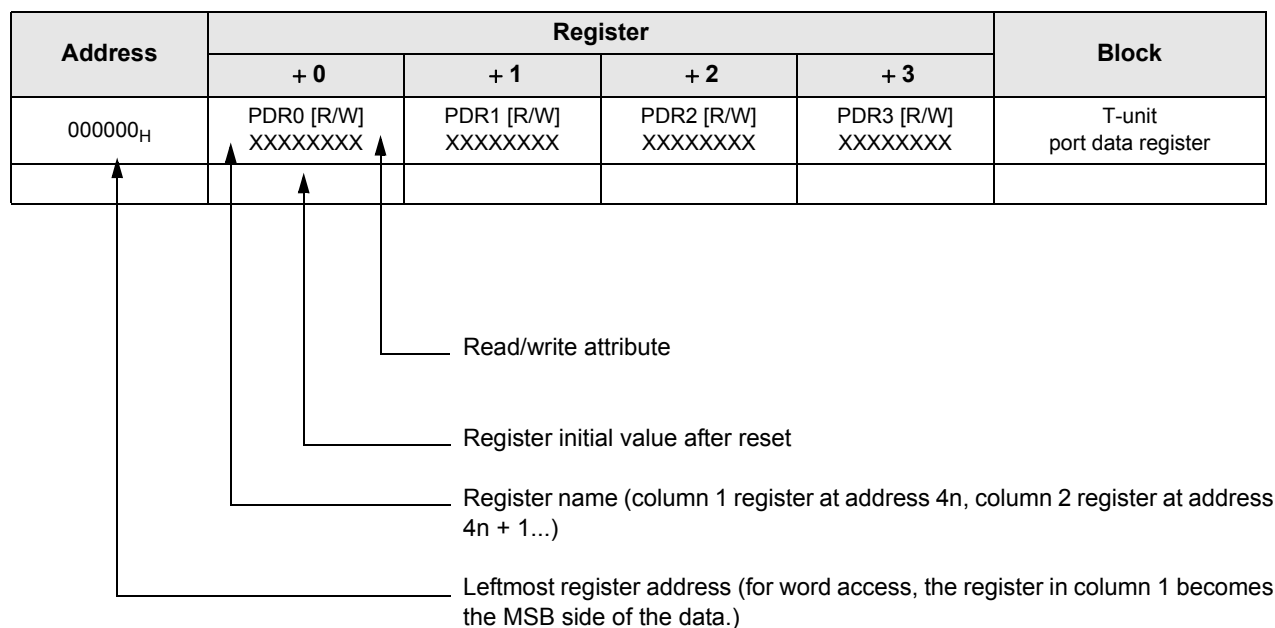 Address
Register
Block
+ 0
+ 1
+ 2
+ 3
000000H
PDR0 [R/W]
XXXXXXXX
PDR1 [R/W]
XXXXXXXX
PDR2 [R/W]
XXXXXXXX
PDR3 [R/W]
XXXXXXXX
T-unit
port data register
Read/write attribute
Register initial value after reset
Register name (column 1 register at address 4n, column 2 register at address
4n + 1...)
Leftmost register address (for word access, the register in column 1 becomes
the MSB side of the data.)